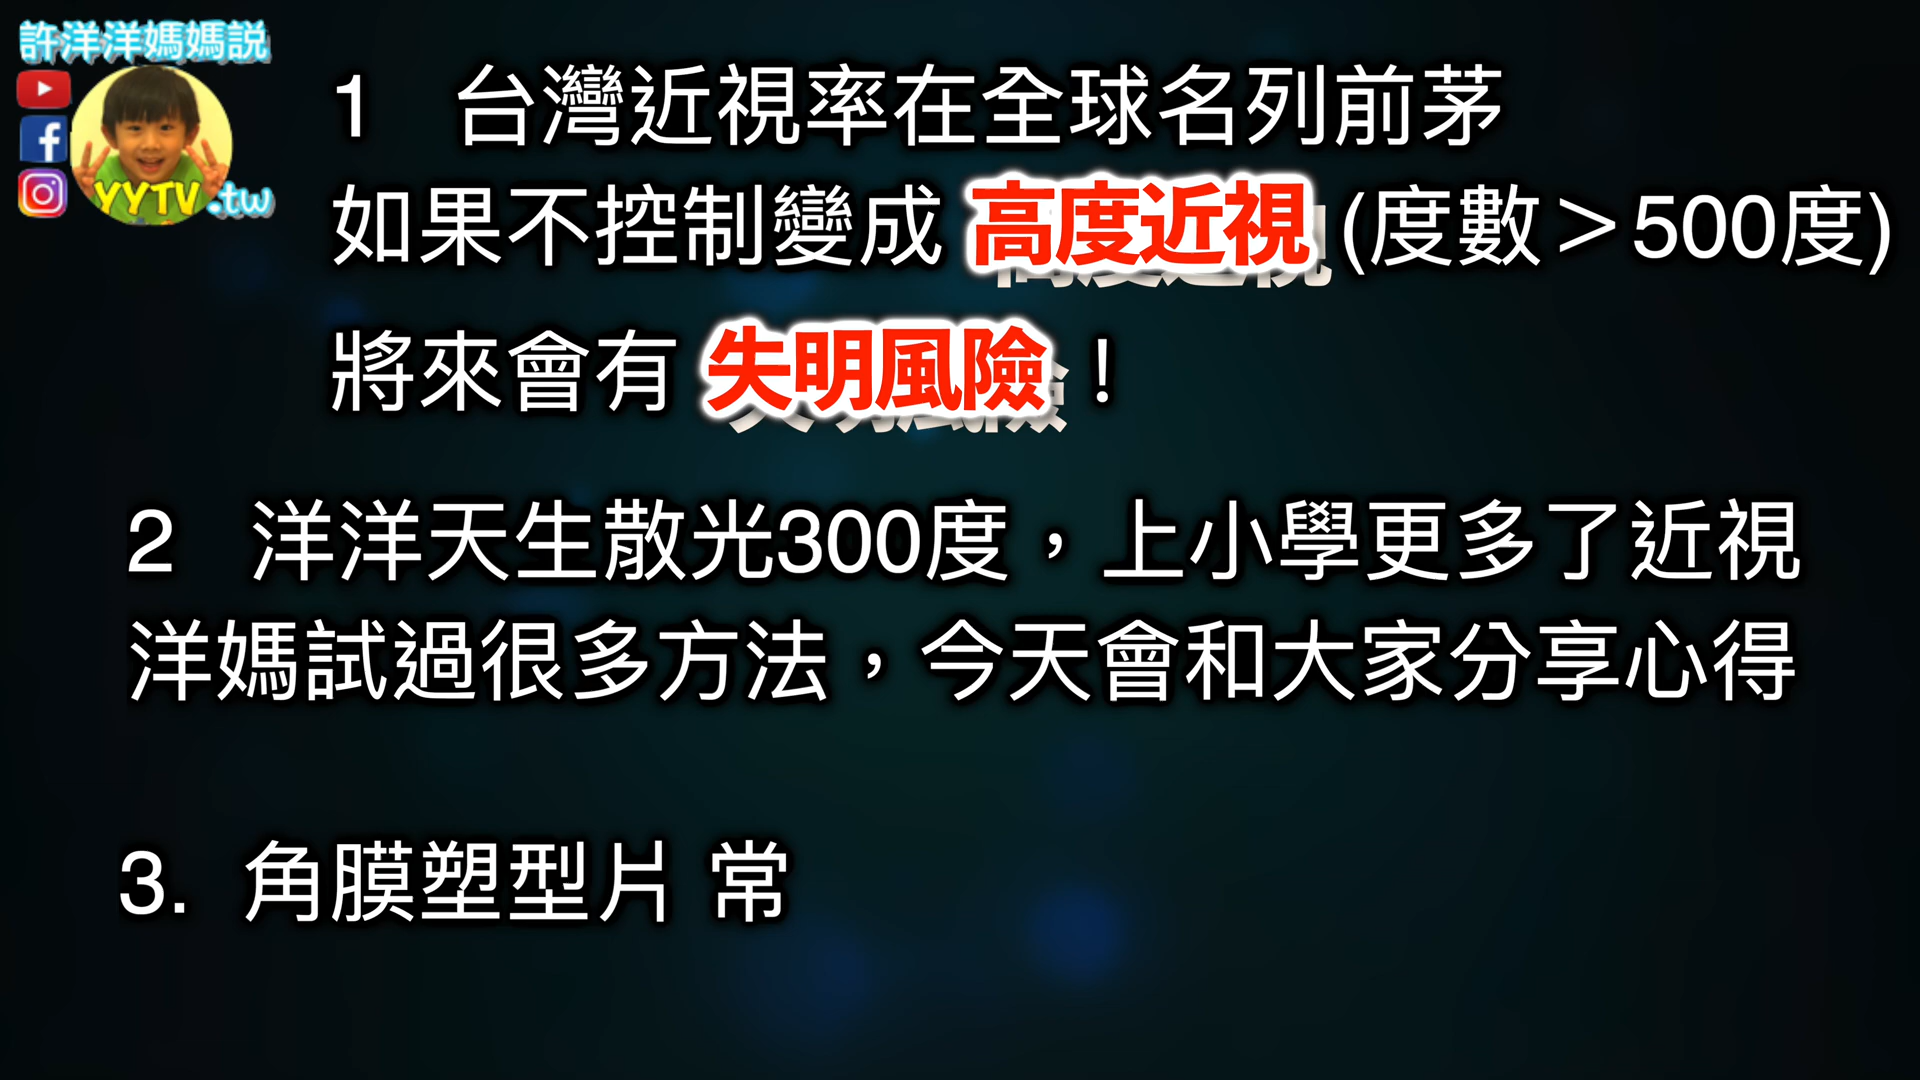 許洋洋媽媽説
YYTV.tw
1 台灣近視率在全球名列前茅
如果不控制變成 高度近視 (度數＞500度)
將來會有 失明風險！
2 洋洋天生散光300度，上小學更多了近視
洋媽試過很多方法，今天會和大家分享心得
3. 角膜塑型片 常